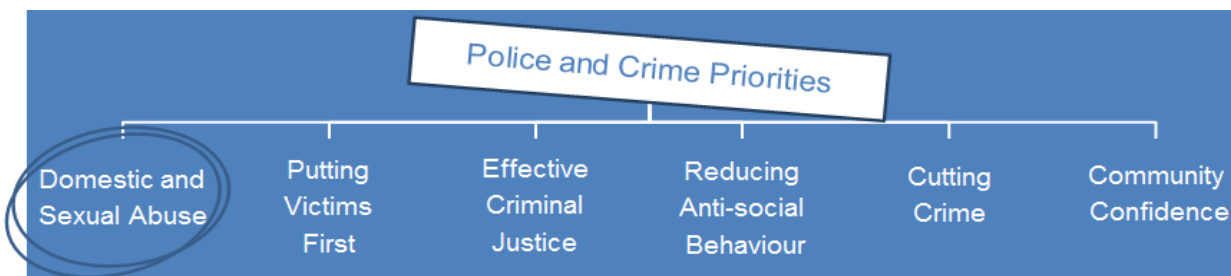 Police and Crime Priorities
Domestic and
Sexual Abuse
Putting
Victims
First
Effective
Criminal
Justice
Reducing
Anti-social
Behaviour
Cutting
Crime
Community
Confidence